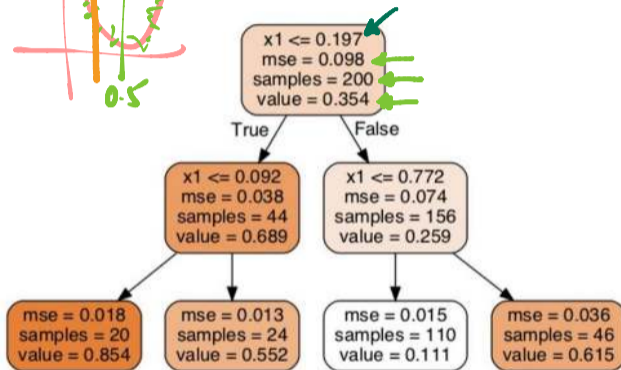 0.5
x1 <= 0.197
mse = 0.098
samples = 200
value = 0.354
True
False
x1 <= 0.092
mse = 0.038
samples = 44
value = 0.689
x1 <= 0.772
mse = 0.074
samples = 156
value = 0.259
mse = 0.018
samples = 20
value = 0.854
mse = 0.013
samples = 24
value = 0.552
mse = 0.015
samples = 110
value = 0.111
mse = 0.036
samples = 46
value = 0.615